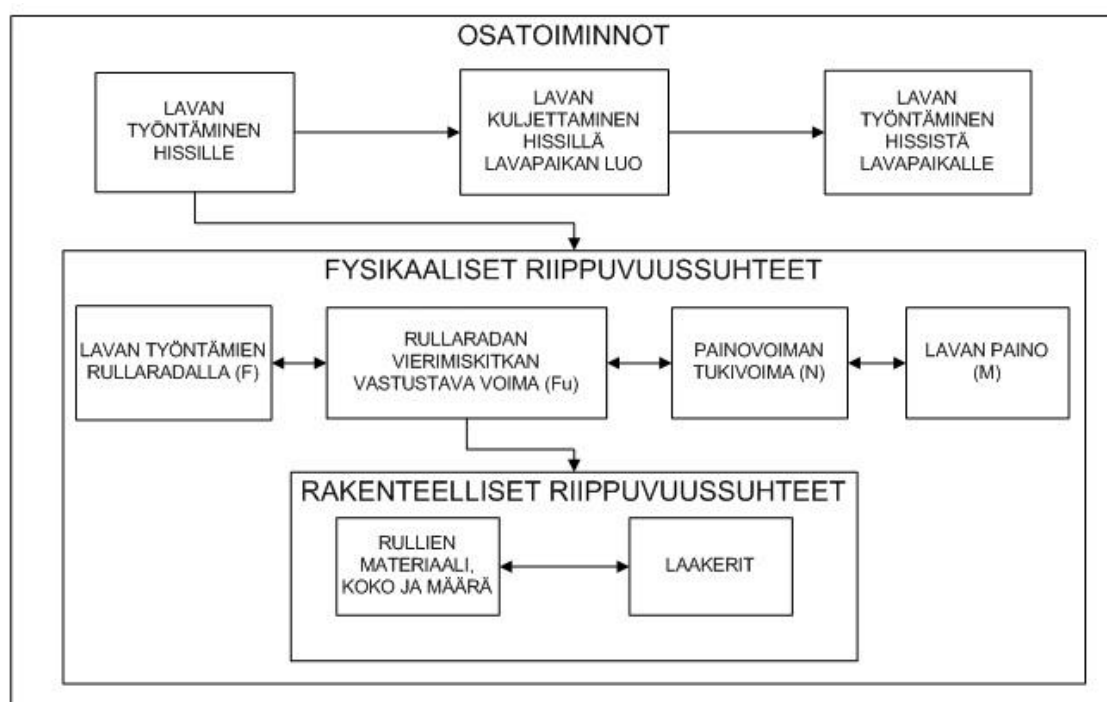 OSATOIMINNOT
LAVAN
TYÖNTÄMINEN
HISSILLE
LAVAN
KULJETTAMINEN
HISSILLÄ
LAVAPAIKAN LUO
LAVAN
TYÖNTÄMINEN
HISSISTÄ
LAVAPAIKALLE
FYSIKAALISET RIIPPUVUUSSUHTEET
LAVAN TYÖNTÄMIEN
RULLARADALLA (F)
RULLARADAN
VIERIMISKITKAN
VASTUSTAVA VOIMA (Fu)
PAINOVOIMAN
TUKIVOIMA (N)
LAVAN PAINO
(M)
RAKENTEELLISET RIIPPUVUUSSUHTEET
RULLIEN
MATERIAALI,
KOKO JA MÄÄRÄ
LAAKERIT